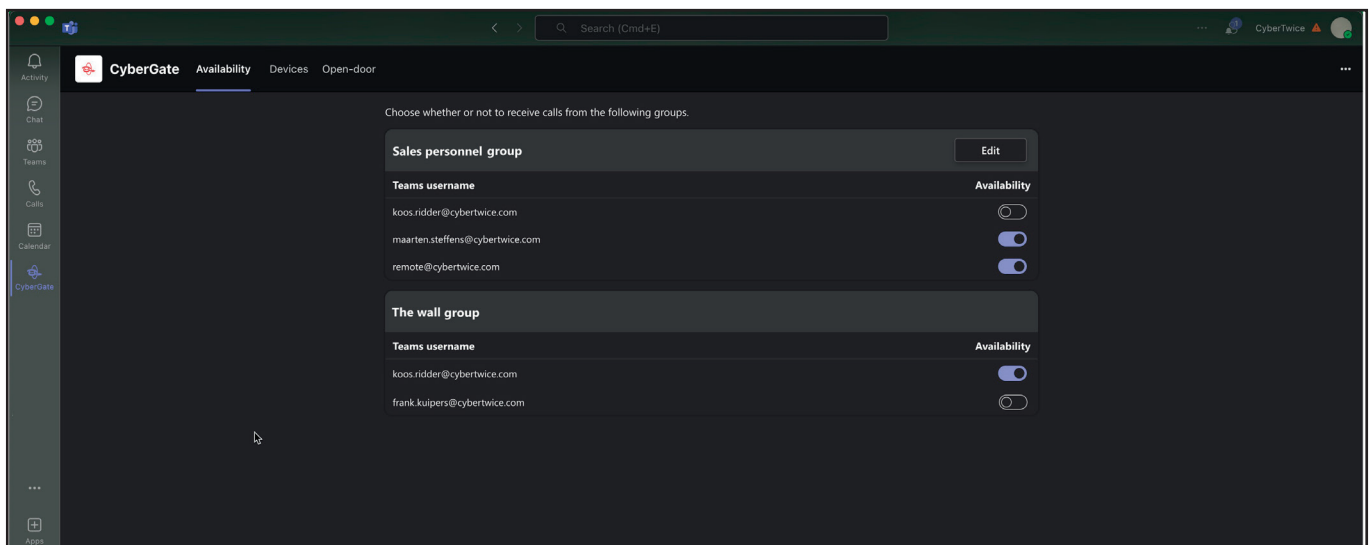 Search (Cmd+E)
CyberTwice
Activity
Chat
Teams
Calls
Calendar
CyberGate
Apps
CyberGate Availability Devices Open-door
Choose whether or not to receive calls from the following groups.
Sales personnel group Edit
Teams username Availability
koos.ridder@cybertwice.com
maarten.steffens@cybertwice.com
remote@cybertwice.com
The wall group
Teams username Availability
koos.ridder@cybertwice.com
frank.kuipers@cybertwice.com